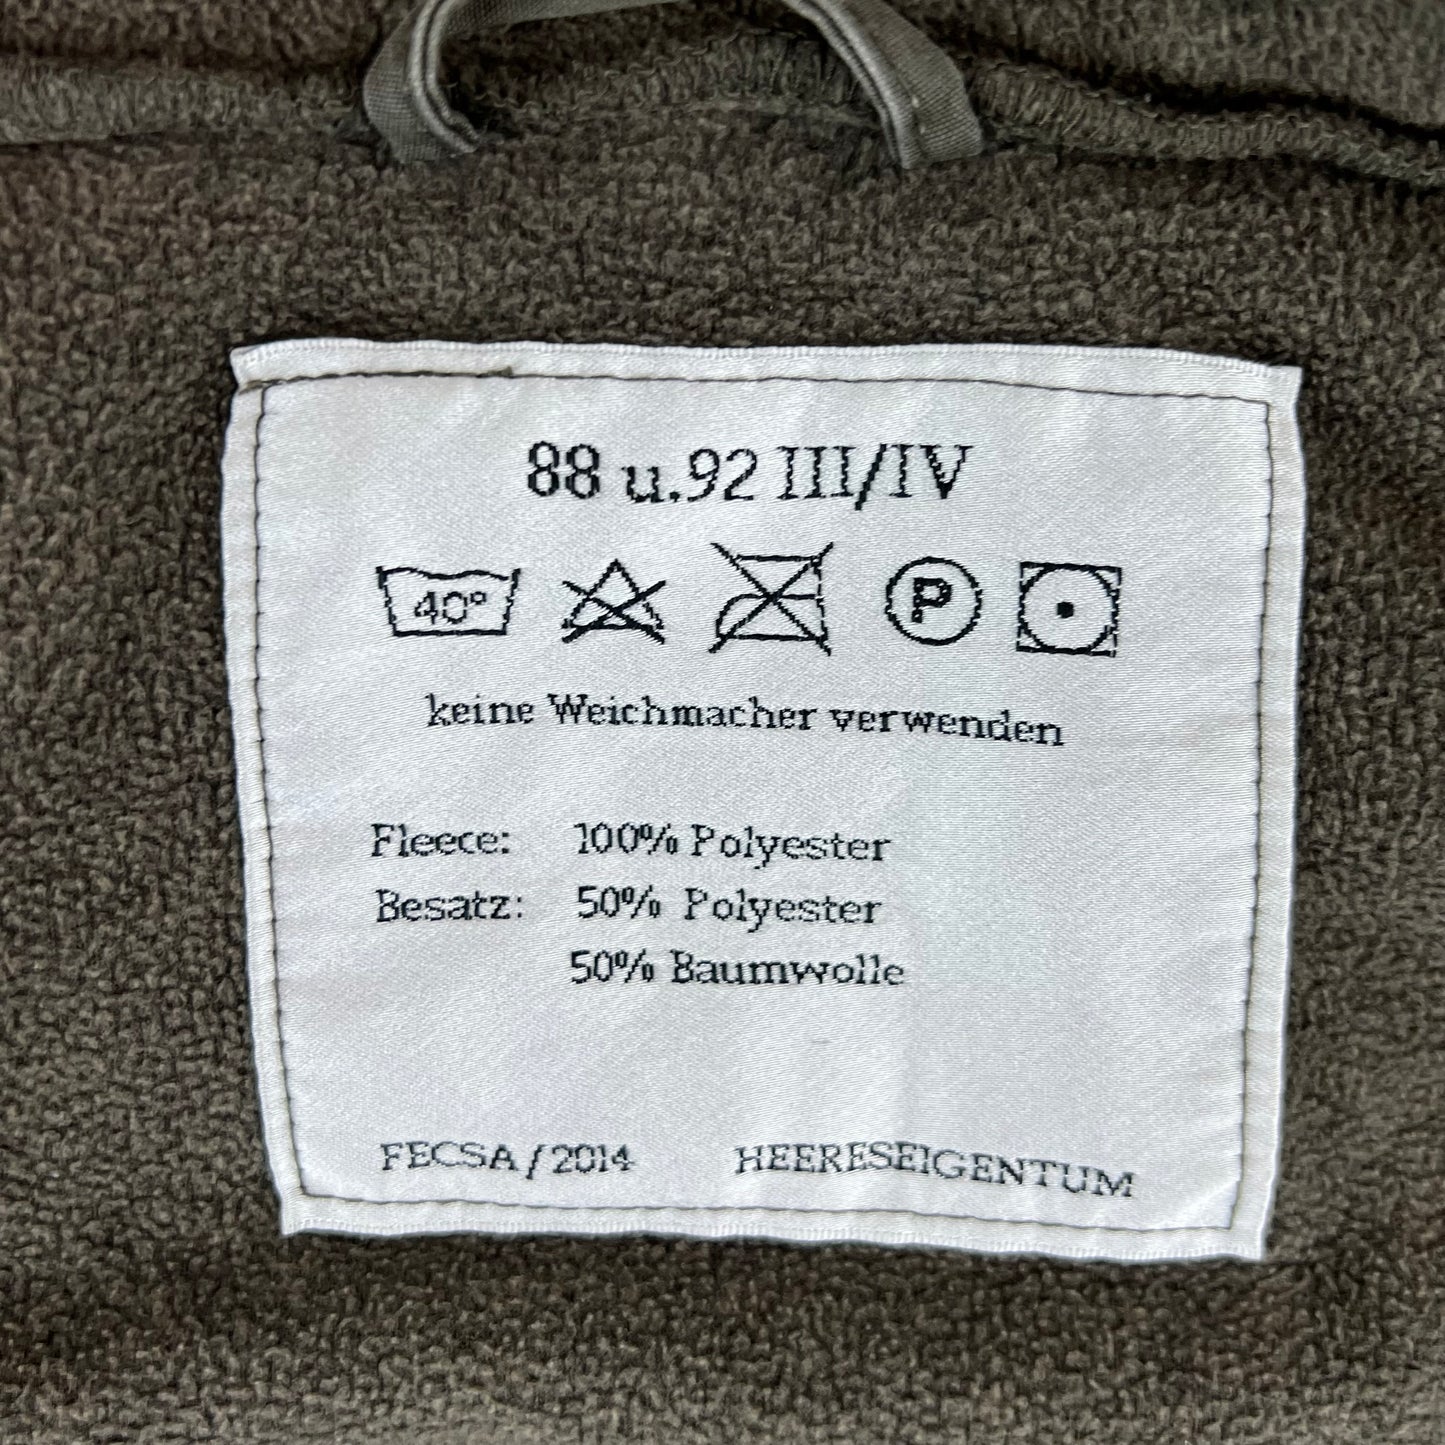 88 u.92 III/IV
40°
P
keine Weichmacher verwenden
Fleece: 100% Polyester
Besatz: 50% Polyester
50% Baumwolle
FECSA/2014 HEERESEIGENTUM